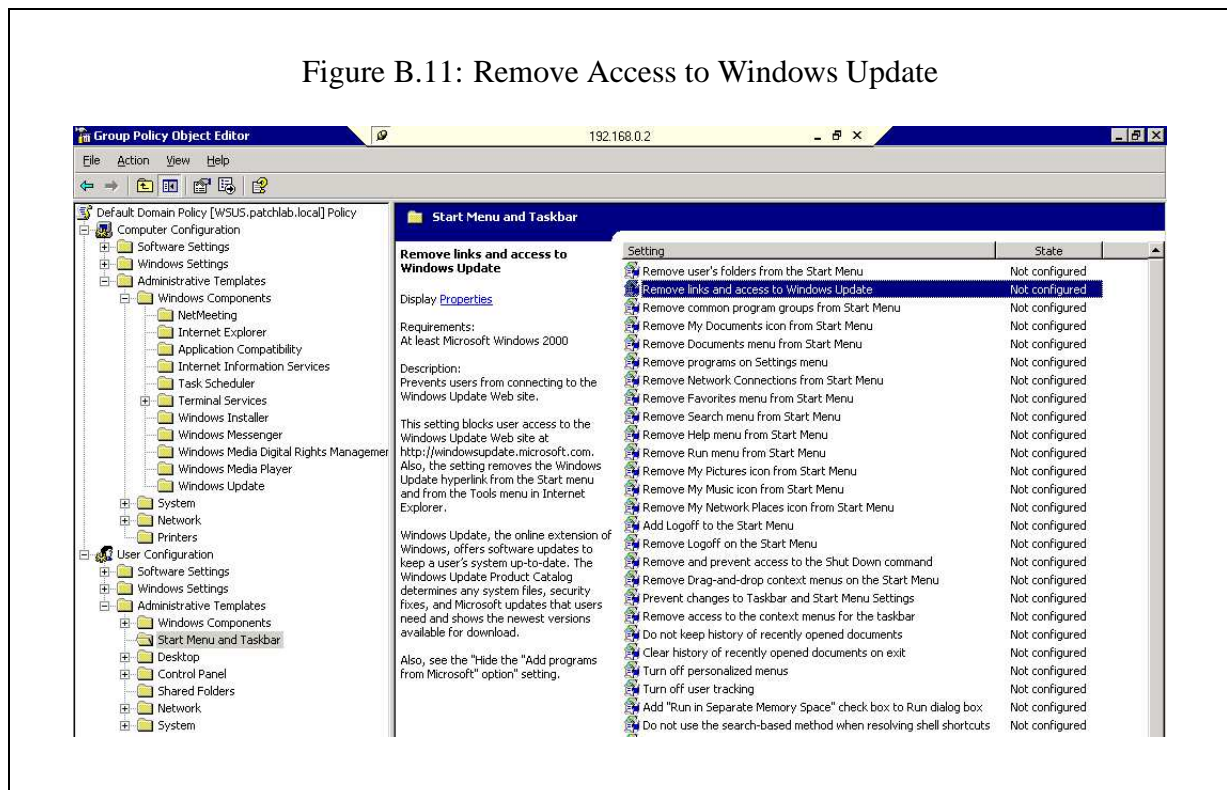 Figure B.11: Remove Access to Windows Update
Group Policy Object Editor
192.168.0.2
File Action View Help
Default Domain Policy [WSUS.patchlab.local] Policy
Computer Configuration
Software Settings
Windows Settings
Administrative Templates
Windows Components
NetMeeting
Internet Explorer
Application Compatibility
Internet Information Services
Task Scheduler
Terminal Services
Windows Installer
Windows Messenger
Windows Media Digital Rights Managemer
Windows Media Player
Windows Update
System
Network
Printers
User Configuration
Software Settings
Windows Settings
Administrative Templates
Windows Components
Start Menu and Taskbar
Desktop
Control Panel
Shared Folders
Network
System
Start Menu and Taskbar
Remove links and access to
Windows Update
Display Properties
Requirements:
At least Microsoft Windows 2000
Description:
Prevents users from connecting to the
Windows Update Web site.
This setting blocks user access to the
Windows Update Web site at
http://windowsupdate.microsoft.com.
Also, the setting removes the Windows
Update hyperlink from the Start menu
and from the Tools menu in Internet
Explorer.
Windows Update, the online extension of
Windows, offers software updates to
keep a user's system up-to-date. The
Windows Update Product Catalog
determines any system files, security
fixes, and Microsoft updates that users
need and shows the newest versions
available for download.
Also, see the "Hide the "Add programs
from Microsoft" option" setting.
Setting State
Remove user's folders from the Start Menu Not configured
Remove links and access to Windows Update Not configured
Remove common program groups from Start Menu Not configured
Remove My Documents icon from Start Menu Not configured
Remove Documents menu from Start Menu Not configured
Remove programs on Settings menu Not configured
Remove Network Connections from Start Menu Not configured
Remove Favorites menu from Start Menu Not configured
Remove Search menu from Start Menu Not configured
Remove Help menu from Start Menu Not configured
Remove Run menu from Start Menu Not configured
Remove My Pictures icon from Start Menu Not configured
Remove My Music icon from Start Menu Not configured
Remove My Network Places icon from Start Menu Not configured
Add Logoff to the Start Menu Not configured
Remove Logoff on the Start Menu Not configured
Remove and prevent access to the Shut Down command Not configured
Remove Drag-and-drop context menus on the Start Menu Not configured
Prevent changes to Taskbar and Start Menu Settings Not configured
Remove access to the context menus for the taskbar Not configured
Do not keep history of recently opened documents Not configured
Clear history of recently opened documents on exit Not configured
Turn off personalized menus Not configured
Turn off user tracking Not configured
Add "Run in Separate Memory Space" check box to Run dialog box Not configured
Do not use the search-based method when resolving shell shortcuts Not configured